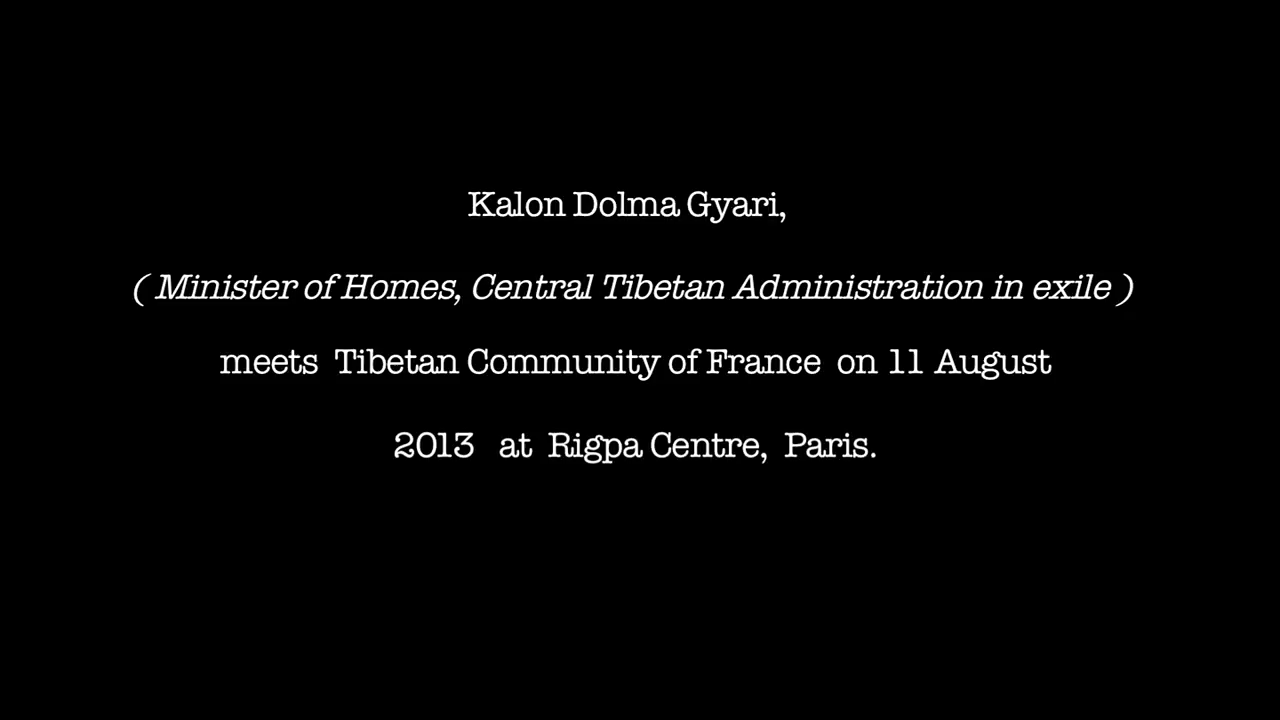 Kalon Dolma Gyari,
( Minister of Homes, Central Tibetan Administration in exile )
meets Tibetan Community of France on 11 August
2013 at Rigpa Centre, Paris.